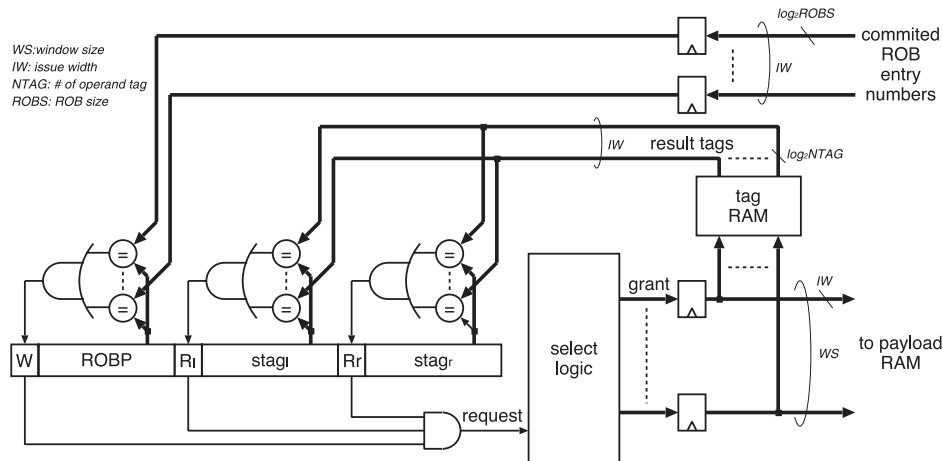 log₂ROBS
WS:window size
IW: issue width
NTAG: # of operand tag
ROBS: ROB size
IW
commited
ROB
entry
numbers
IW
result tags
log₂NTAG
tag
RAM
=
=
=
=
=
=
grant
IW
W
ROBP
Rl
stagl
Rr
stagr
select
logic
WS
to payload
RAM
request